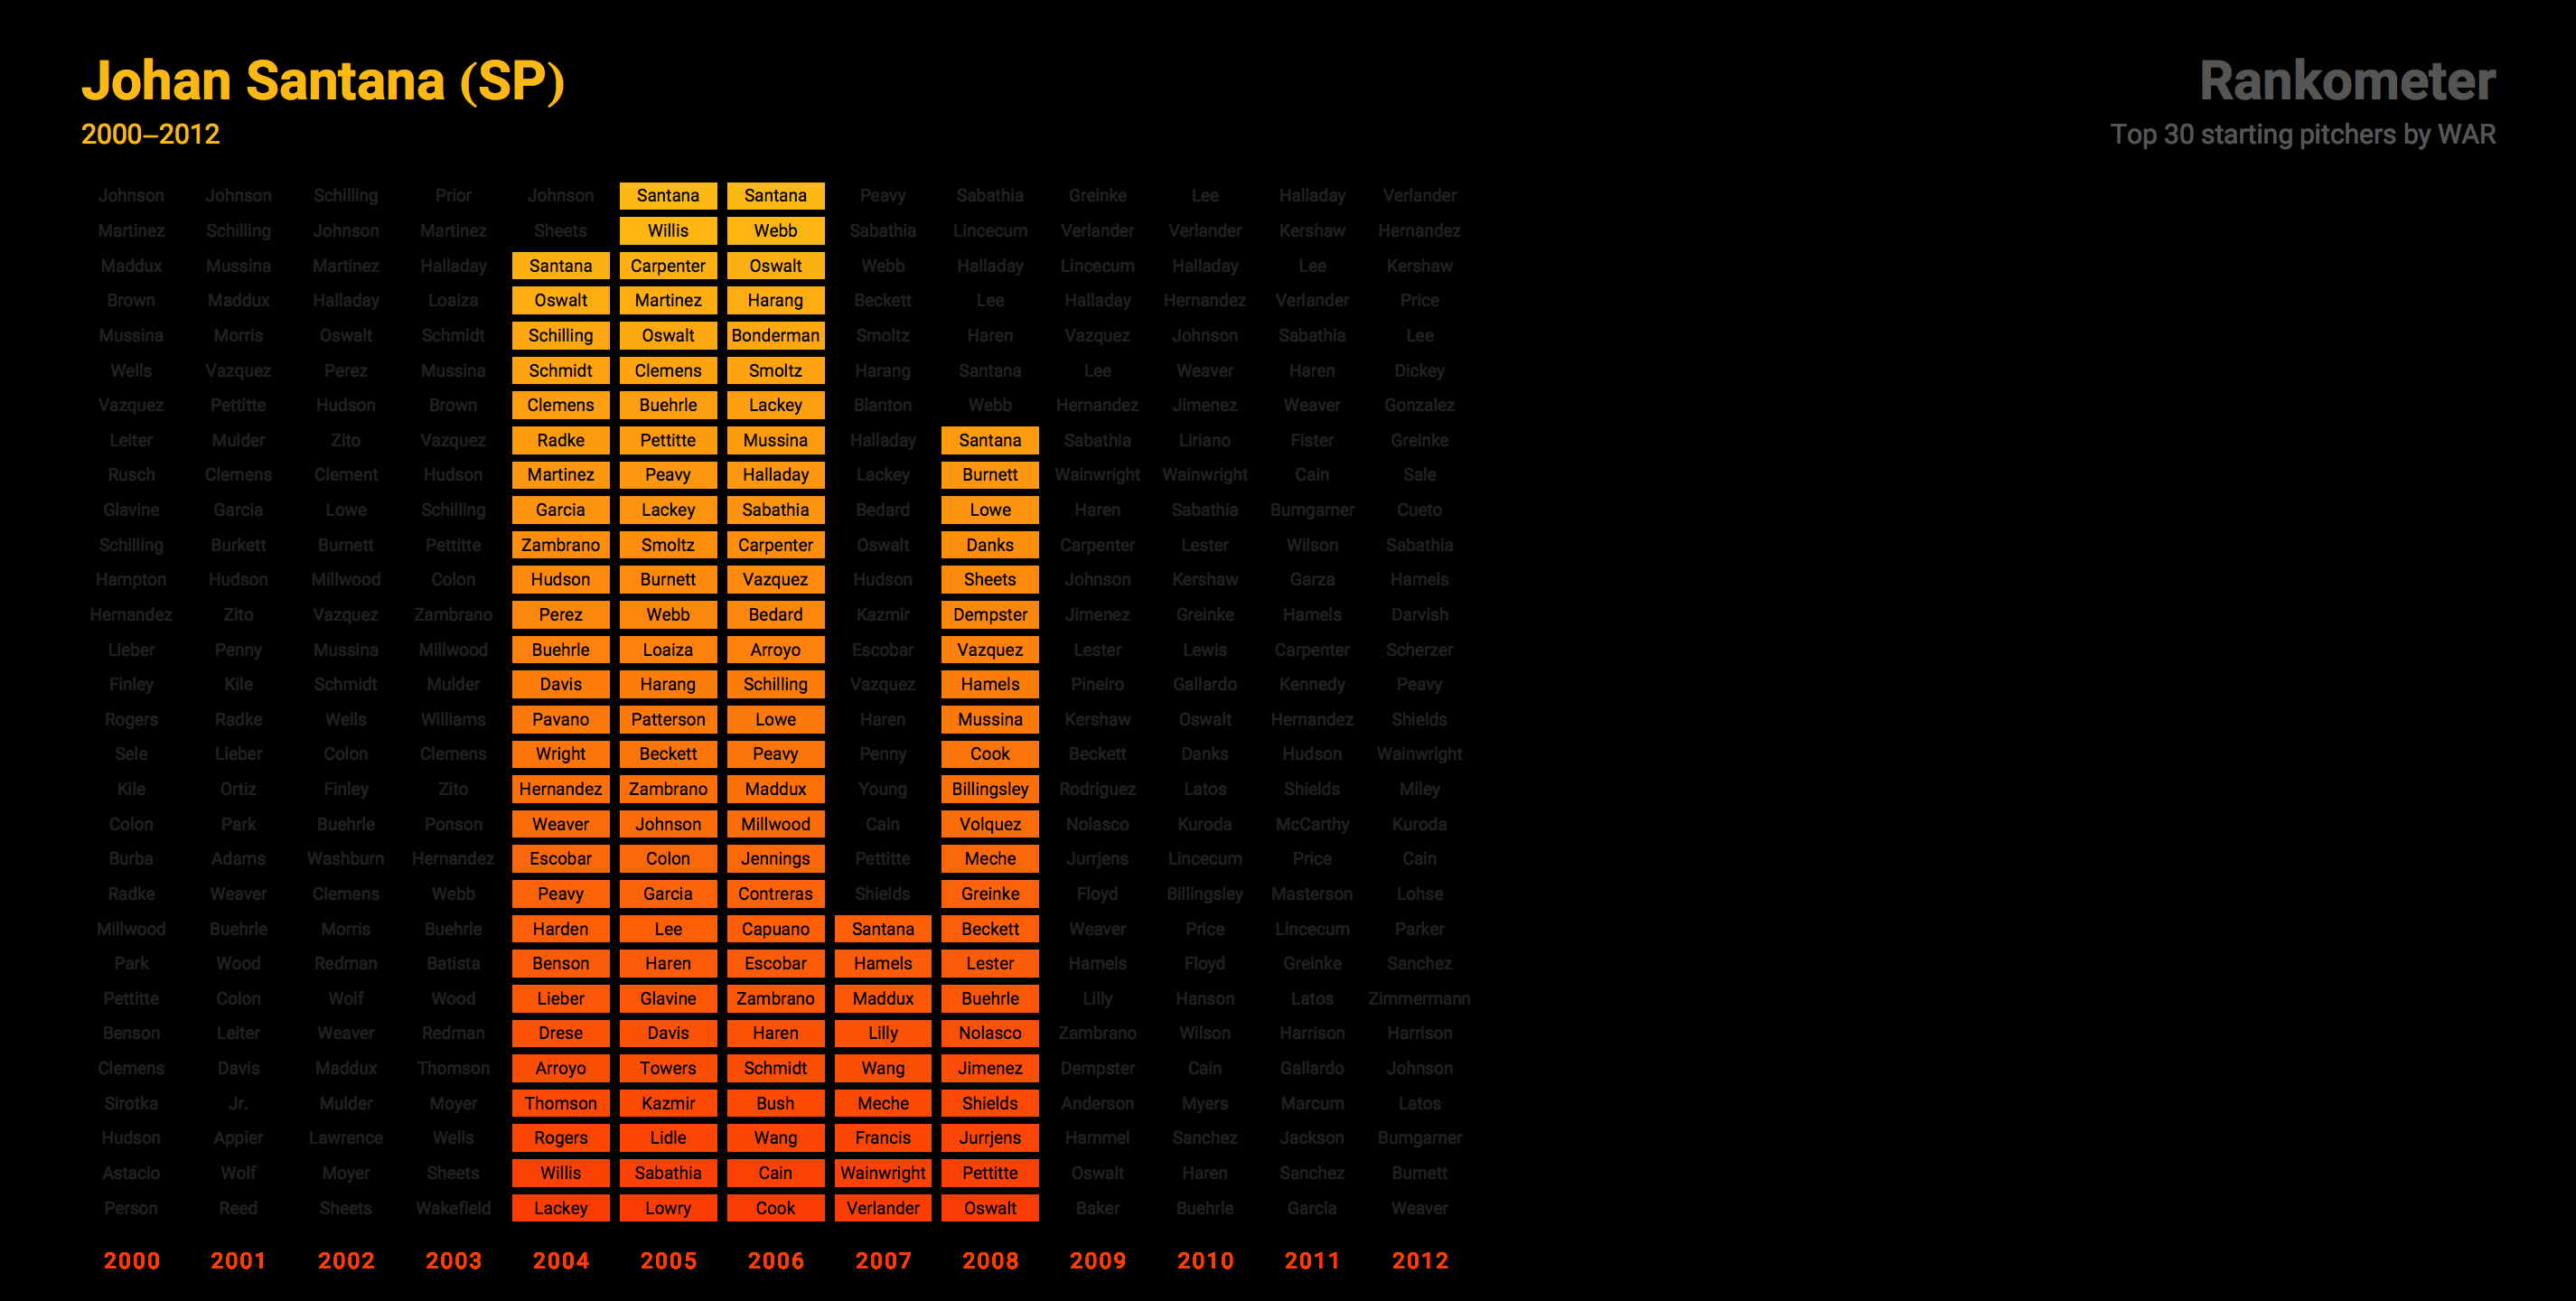 Johan Santana (SP)
2000–2012
Rankometer
Top 30 starting pitchers by WAR
Johnson Johnson Schilling Prior Johnson Santana Santana Peavy Sabathia Greinke Lee Halladay Verlander
Martinez Schilling Johnson Martinez Sheets Willis Webb Sabathia Lincecum Verlander Verlander Kershaw Hernandez
Maddux Mussina Martinez Halladay Santana Carpenter Oswalt Webb Halladay Lincecum Halladay Lee Kershaw
Brown Maddux Halladay Loaiza Oswalt Martinez Harang Beckett Lee Halladay Hernandez Verlander Price
Mussina Morris Oswalt Schmidt Schilling Oswalt Bonderman Smoltz Haren Vazquez Johnson Sabathia Lee
Wells Vazquez Perez Mussina Schmidt Clemens Smoltz Harang Santana Lee Weaver Haren Dickey
Vazquez Pettitte Hudson Brown Clemens Buehrle Lackey Blanton Webb Hernandez Jimenez Weaver Gonzalez
Leiter Mulder Zito Vazquez Radke Pettitte Mussina Halladay Santana Sabathia Liriano Fister Greinke
Rusch Clemens Clement Hudson Martinez Peavy Halladay Lackey Burnett Wainwright Wainwright Cain Sale
Glavine Garcia Lowe Schilling Garcia Lackey Sabathia Bedard Lowe Haren Sabathia Bumgarner Cueto
Schilling Burkett Burnett Pettitte Zambrano Smoltz Carpenter Oswalt Danks Carpenter Lester Wilson Sabathia
Hampton Hudson Millwood Colon Hudson Burnett Vazquez Hudson Sheets Johnson Kershaw Garza Hamels
Hernandez Zito Vazquez Zambrano Perez Webb Bedard Kazmir Dempster Jimenez Greinke Hamels Darvish
Lieber Penny Mussina Millwood Buehrle Loaiza Arroyo Escobar Vazquez Lester Lewis Carpenter Scherzer
Finley Kile Schmidt Mulder Davis Harang Schilling Vazquez Hamels Pineiro Gallardo Kennedy Peavy
Rogers Radke Wells Williams Pavano Patterson Lowe Haren Mussina Kershaw Oswalt Hernandez Shields
Sele Lieber Colon Clemens Wright Beckett Peavy Penny Cook Beckett Danks Hudson Wainwright
Kile Ortiz Finley Zito Hernandez Zambrano Maddux Young Billingsley Rodriguez Latos Shields Miley
Colon Park Buehrle Ponson Weaver Johnson Millwood Cain Volquez Nolasco Kuroda McCarthy Kuroda
Burba Adams Washburn Hernandez Escobar Colon Jennings Pettitte Meche Jurrjens Lincecum Price Cain
Radke Weaver Clemens Webb Peavy Garcia Contreras Shields Greinke Floyd Billingsley Masterson Lohse
Millwood Buehrle Morris Buehrle Harden Lee Capuano Santana Beckett Weaver Price Lincecum Parker
Park Wood Redman Batista Benson Haren Escobar Hamels Lester Hamels Floyd Greinke Sanchez
Pettitte Colon Wolf Wood Lieber Glavine Zambrano Maddux Buehrle Lilly Hanson Latos Zimmermann
Benson Leiter Weaver Redman Drese Davis Haren Lilly Nolasco Zambrano Wilson Harrison Harrison
Clemens Davis Maddux Thomson Arroyo Towers Schmidt Wang Jimenez Dempster Cain Gallardo Johnson
Sirotka Jr. Mulder Moyer Thomson Kazmir Bush Meche Shields Anderson Myers Marcum Latos
Hudson Appier Lawrence Wells Rogers Lidle Wang Francis Jurrjens Hammel Sanchez Jackson Bumgarner
Astacio Wolf Moyer Sheets Willis Sabathia Cain Wainwright Pettitte Oswalt Haren Sanchez Burnett
Person Reed Sheets Wakefield Lackey Lowry Cook Verlander Oswalt Baker Buehrle Garcia Weaver
2000 2001 2002 2003 2004 2005 2006 2007 2008 2009 2010 2011 2012